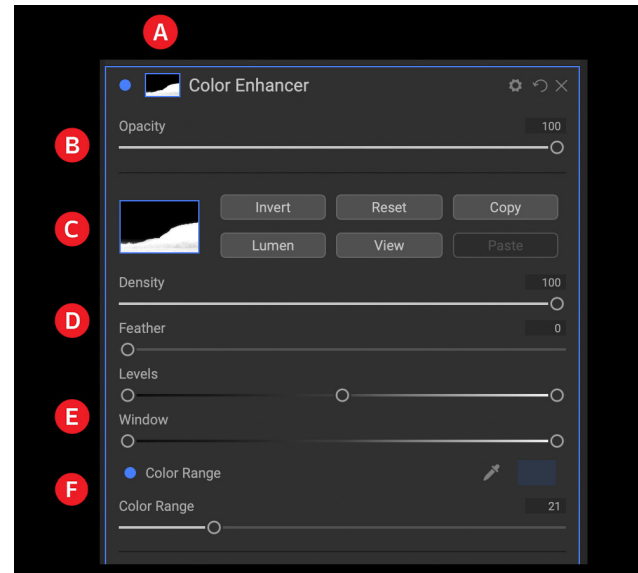 A
Color Enhancer
Opacity 100
B
Invert Reset Copy
C
Lumen View Paste
Density 100
D
Feather 0
Levels
E
Window
Color Range
F
Color Range 21